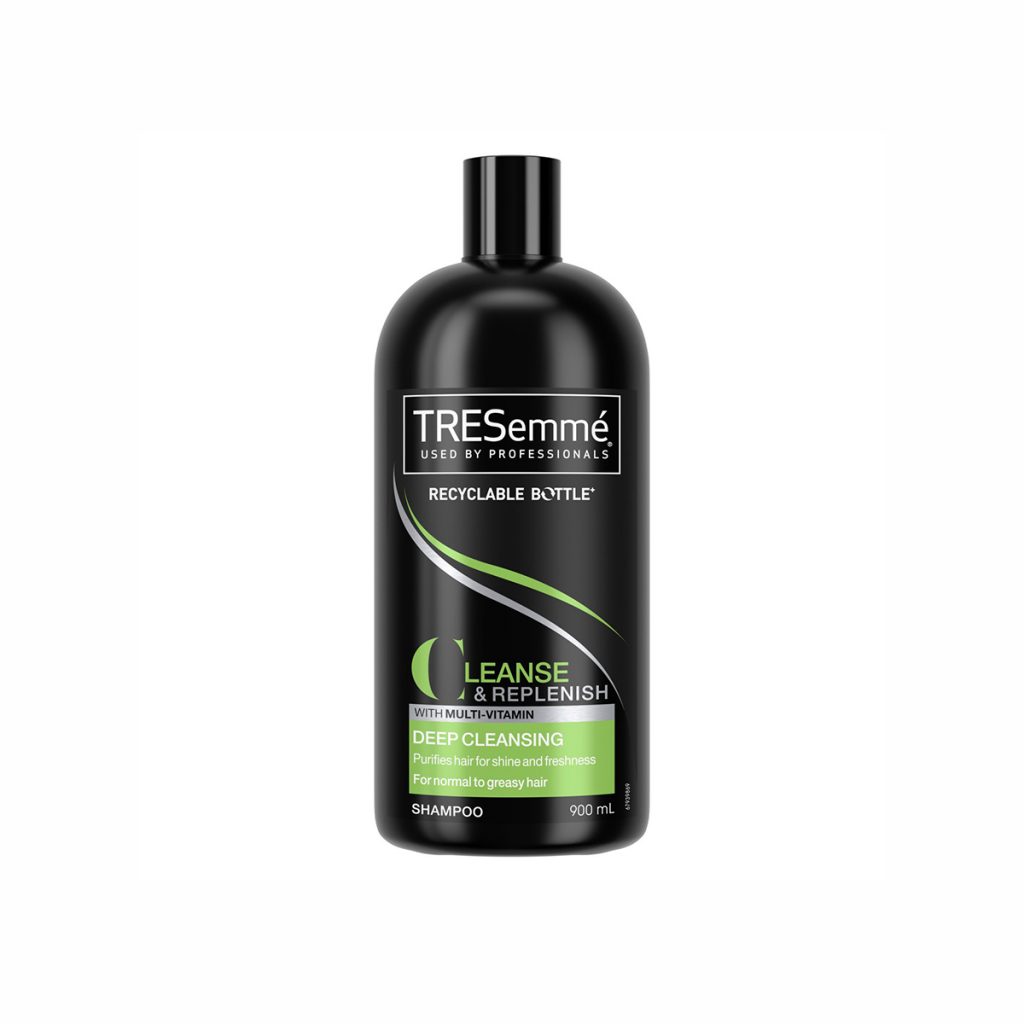 TRESemmé®
USED BY PROFESSIONALS
RECYCLABLE BOTTLE+
CLEANSE
& REPLENISH
WITH MULTI-VITAMIN
DEEP CLEANSING
Purifies hair for shine and freshness
For normal to greasy hair
SHAMPOO 900 mL
67939869